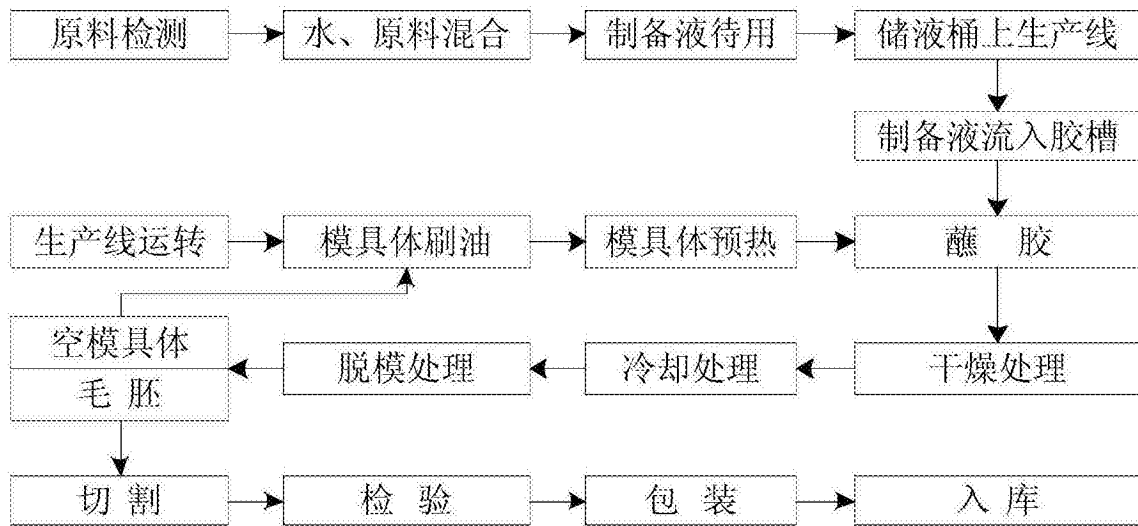 原料检测
水、原料混合
制备液待用
储液桶上生产线
制备液流入胶槽
生产线运转
模具体刷油
模具体预热
蘸 胶
空模具体
毛 胚
脱模处理
冷却处理
干燥处理
切 割
检 验
包 装
入 库